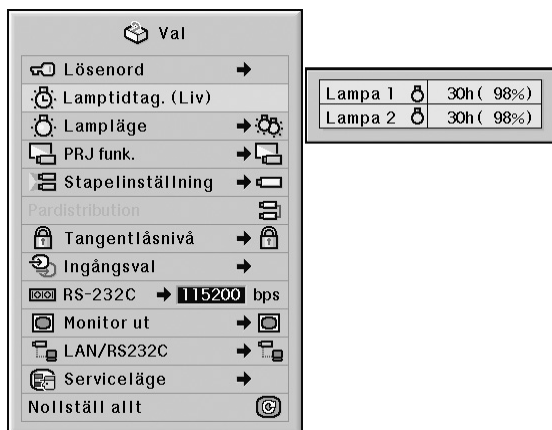 Val
Lösenord
Lamptidtag. (Liv)
Lampläge
PRJ funk.
Stapelinställning
Pardistribution
Tangentlåsnivå
Ingångsval
RS-232C 115200 bps
Monitor ut
LAN/RS232C
Serviceläge
Nollställ allt
Lampa 1 30h ( 98%)
Lampa 2 30h ( 98%)